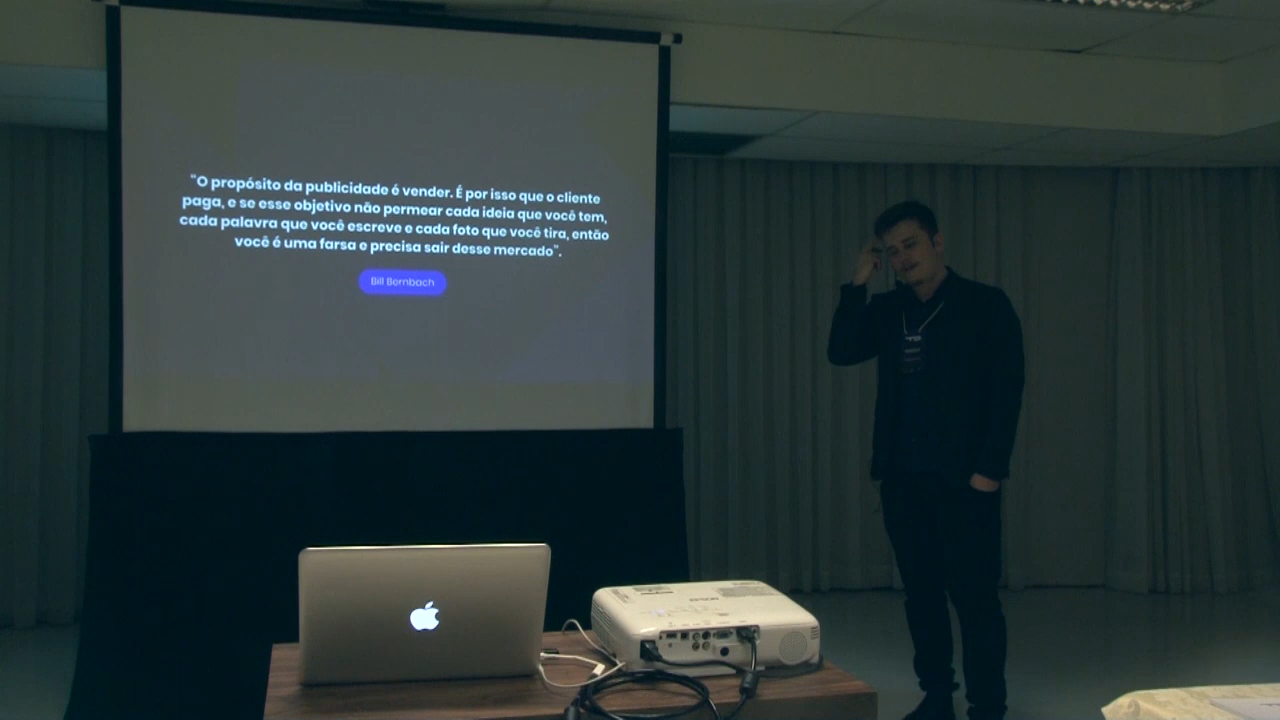 "O propósito da publicidade é vender. É por isso que o cliente
paga, e se esse objetivo não permear cada ideia que você tem,
cada palavra que você escreve e cada foto que você tira, então
você é uma farsa e precisa sair desse mercado".
Bill Bernbach
EPSON